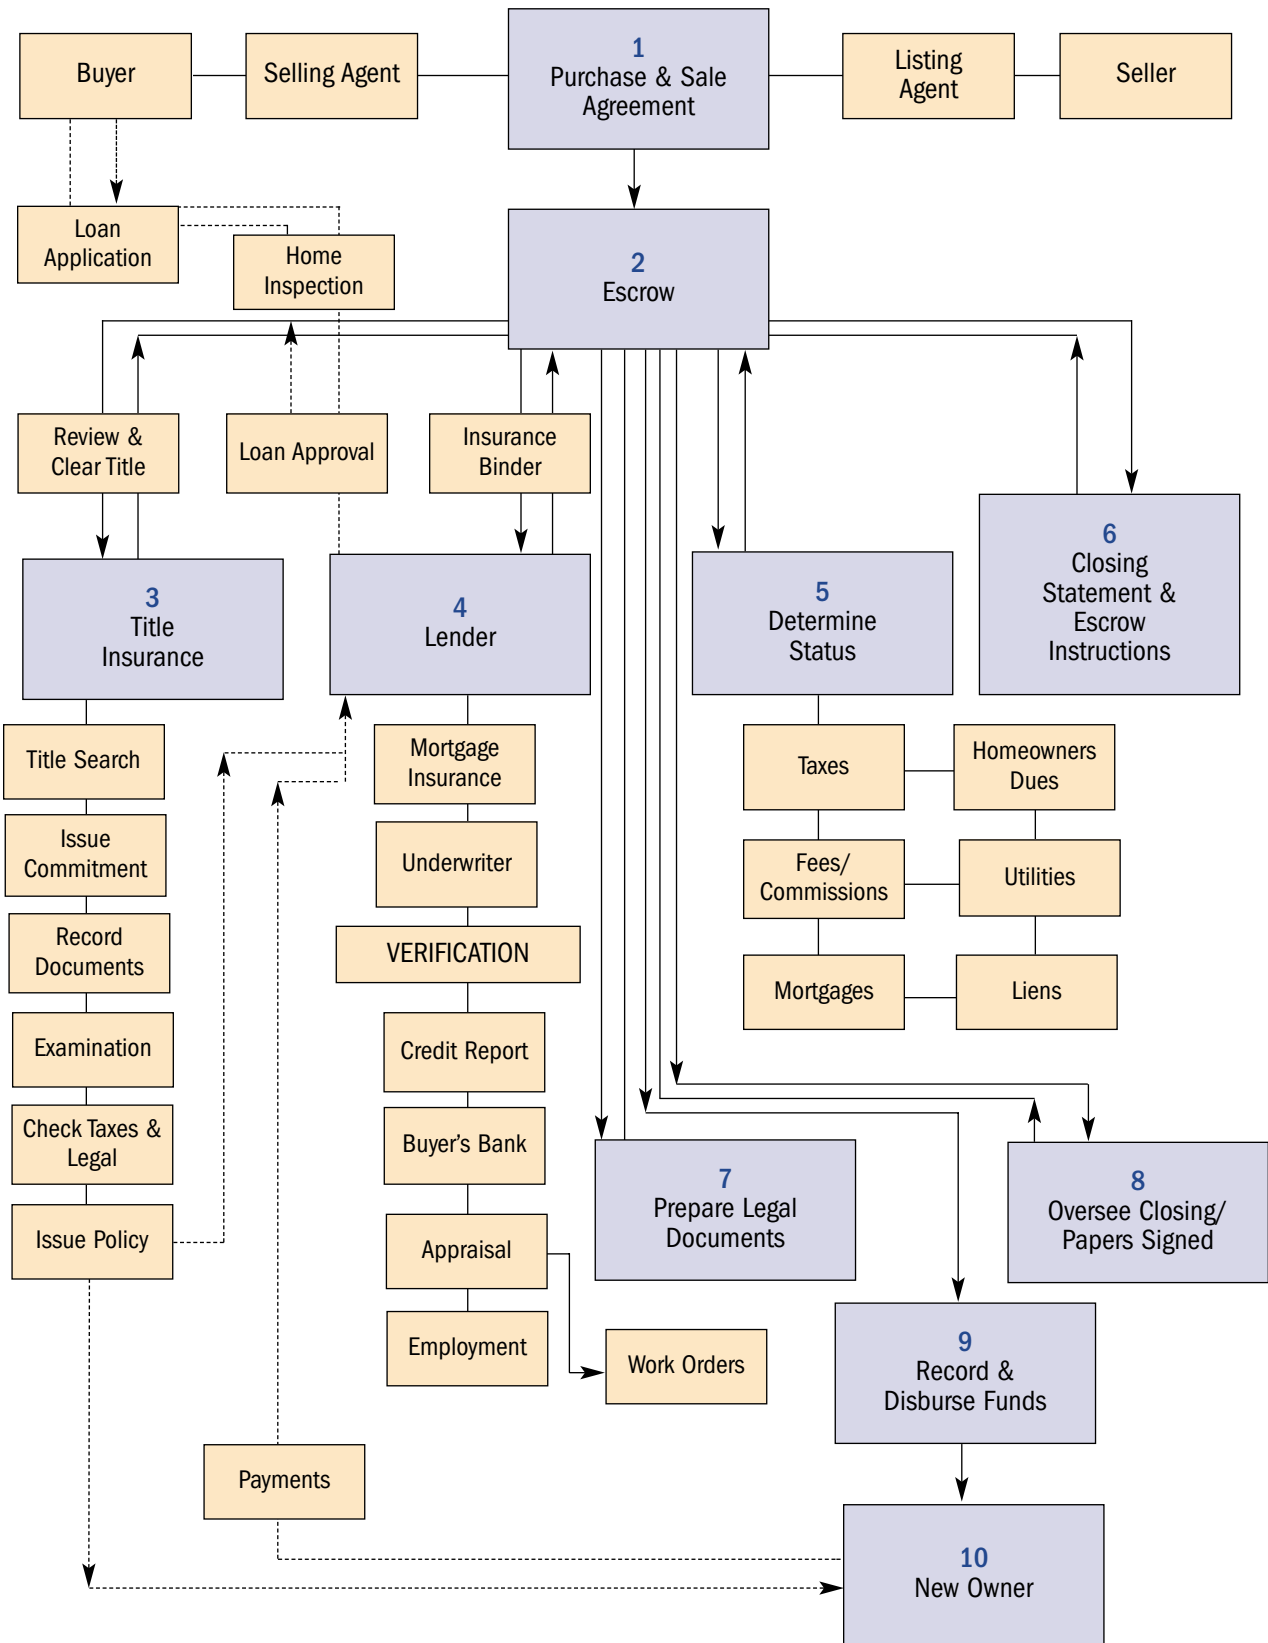 Buyer
Selling Agent
1
Purchase & Sale
Agreement
Listing
Agent
Seller
Loan
Application
Home
Inspection
2
Escrow
Review &
Clear Title
Loan Approval
Insurance
Binder
3
Title
Insurance
4
Lender
5
Determine
Status
6
Closing
Statement &
Escrow
Instructions
Title Search
Issue
Commitment
Record
Documents
Examination
Check Taxes &
Legal
Issue Policy
Mortgage
Insurance
Underwriter
VERIFICATION
Credit Report
Buyer's Bank
Appraisal
Employment
Work Orders
Taxes
Homeowners
Dues
Fees/
Commissions
Utilities
Mortgages
Liens
7
Prepare Legal
Documents
8
Oversee Closing/
Papers Signed
9
Record &
Disburse Funds
Payments
10
New Owner